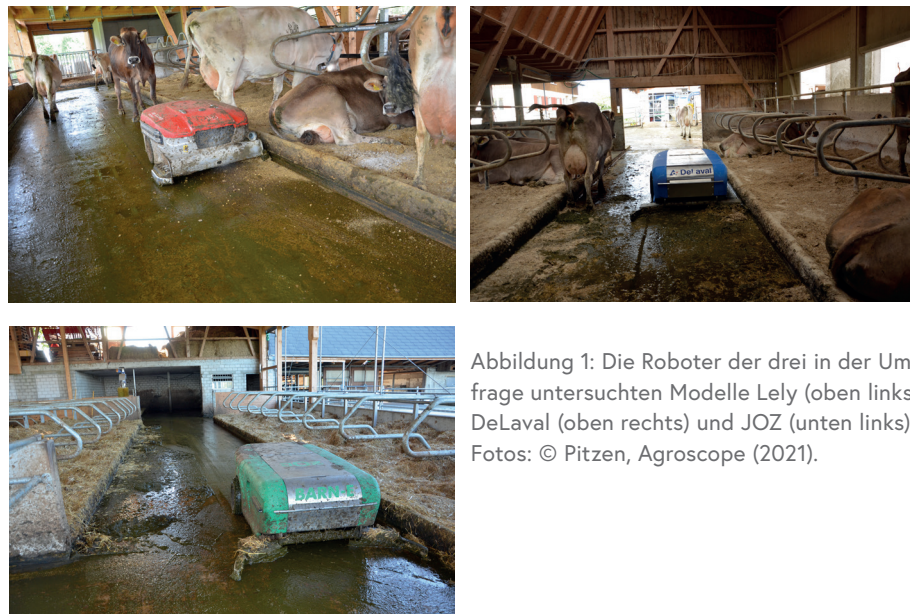 DeLaval
BARN-E
Abbildung 1: Die Roboter der drei in der Um
frage untersuchten Modelle Lely (oben links
DeLaval (oben rechts) und JOZ (unten links)
Fotos: © Pitzen, Agroscope (2021).